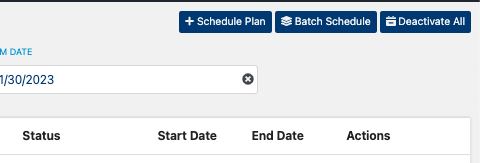 Schedule Plan Batch Schedule Deactivate All
M DATE
1/30/2023
Status Start Date End Date Actions